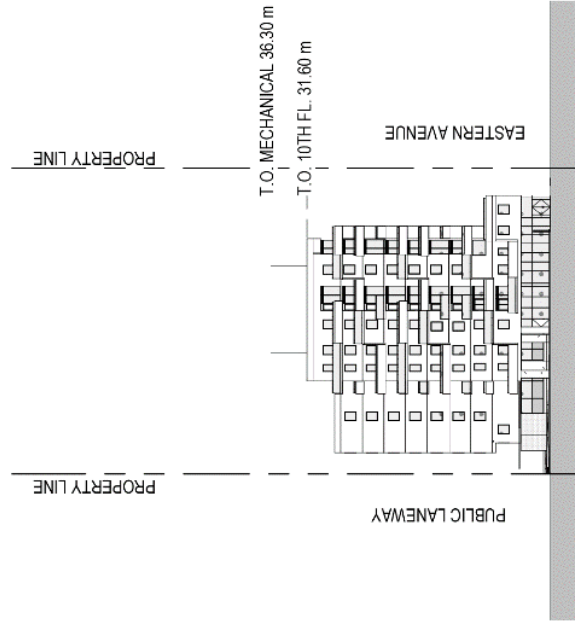 T.O. MECHANICAL 36.30 m
T.O. 10TH FL. 31.60 m
PROPERTY LINE
EASTERN AVENUE
PROPERTY LINE
PUBLIC LANEWAY